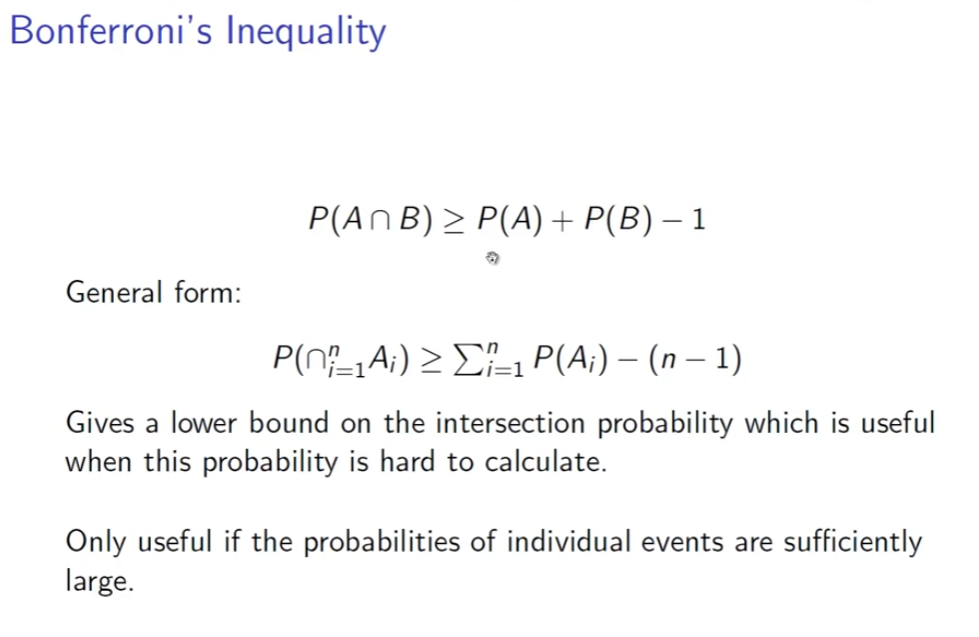 Bonferroni's Inequality
P(A ∩ B) ≥ P(A) + P(B) − 1
General form:
P(∩ⁿᵢ₌₁Aᵢ) ≥ ∑ⁿᵢ₌₁ P(Aᵢ) − (n − 1)
Gives a lower bound on the intersection probability which is useful
when this probability is hard to calculate.
Only useful if the probabilities of individual events are sufficiently
large.